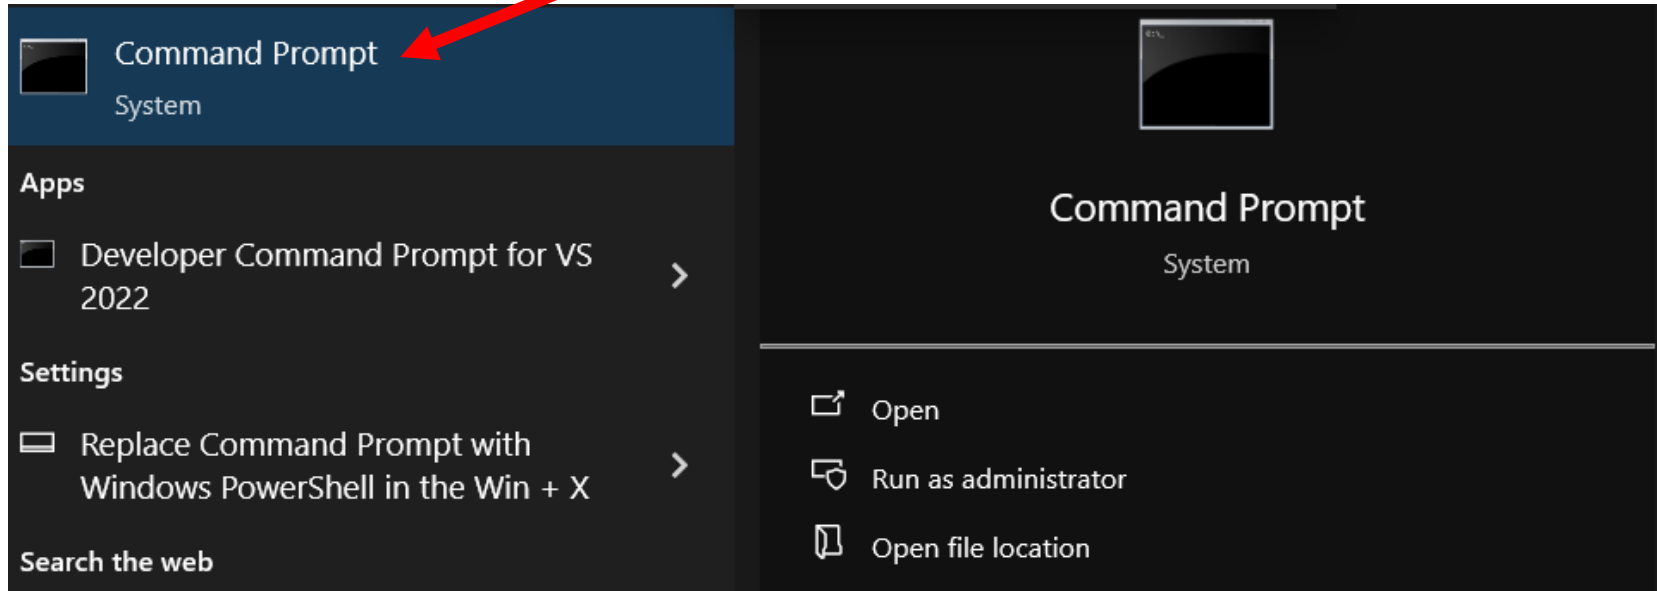 Command Prompt
System
Apps
Developer Command Prompt for VS
2022
Settings
Replace Command Prompt with
Windows PowerShell in the Win + X
Search the web
Command Prompt
System
Open
Run as administrator
Open file location